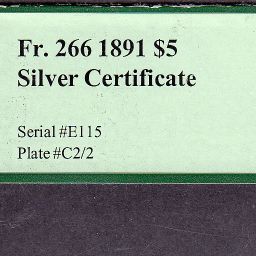 Fr. 266 1891 $5
Silver Certificate
Serial #E115
Plate #C2/2